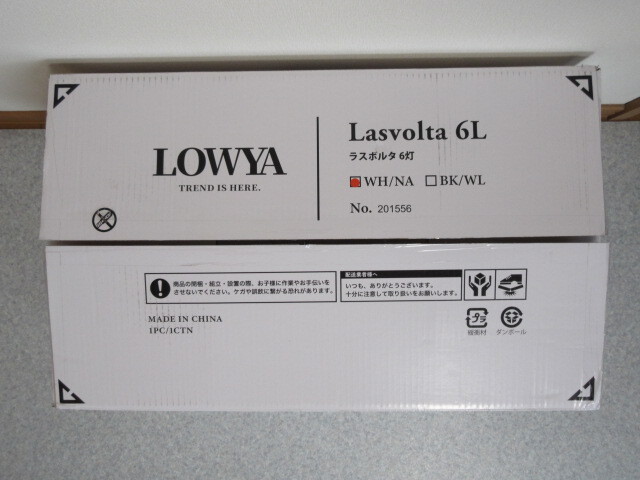 LOWYA
TREND IS HERE.
Lasvolta 6L
ラスボルタ 6灯
WH/NA BK/WL
No. 201556
商品の開梱・組立・設置の際、お子様に作業やお手伝いを
させないでください。ケガや誤飲に繋がる恐れがあります。
配送業者様へ
いつも、ありがとうございます。
十分に注意して取り扱いをお願いします。
MADE IN CHINA
1PC/1CTN
プラ
緩衝材
ダンボール